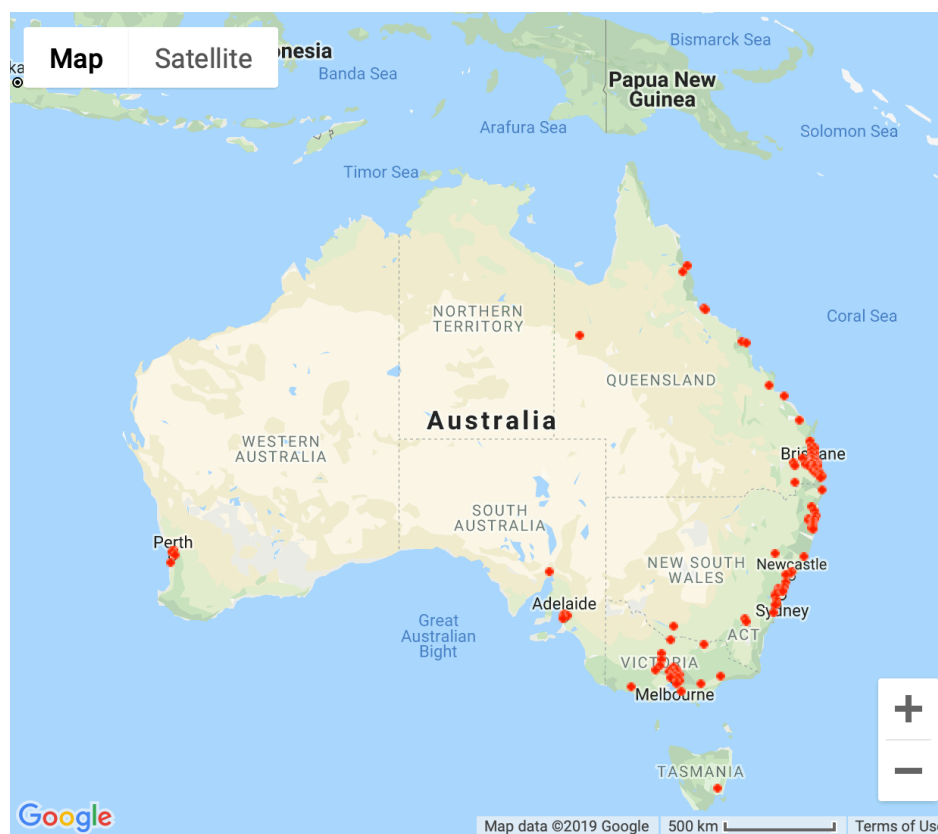 Map
Satellite
onesia
ka
Banda Sea
Bismarck Sea
Papua New
Guinea
Arafura Sea
Solomon Sea
Timor Sea
NORTHERN
TERRITORY
Coral Sea
QUEENSLAND
Australia
WESTERN
AUSTRALIA
Brisbane
SOUTH
AUSTRALIA
Perth
NEW SOUTH
WALES
Newcastle
Adelaide
Sydney
Great
Australian
Bight
ACT
VICTORIA
Melbourne
TASMANIA
Google
Map data ©2019 Google
500 km
Terms of Us